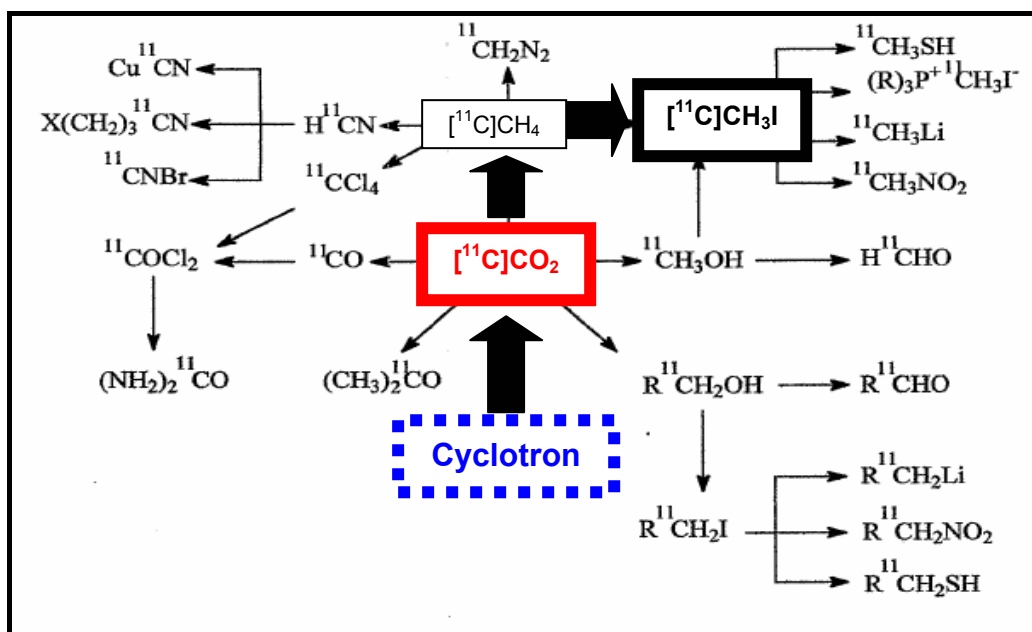 ¹¹CH₂N₂
¹¹CH₃SH
Cu¹¹CN
(R)₃P⁺¹¹CH₃I⁻
X(CH₂)₃¹¹CN
H¹¹CN
[¹¹C]CH₄
[¹¹C]CH₃I
¹¹CH₃Li
¹¹CNBr
¹¹CCl₄
¹¹CH₃NO₂
¹¹COCl₂
¹¹CO
[¹¹C]CO₂
¹¹CH₃OH
H¹¹CHO
(NH₂)₂¹¹CO
(CH₃)₂¹¹CO
R¹¹CH₂OH
R¹¹CHO
Cyclotron
R¹¹CH₂Li
R¹¹CH₂I
R¹¹CH₂NO₂
R¹¹CH₂SH